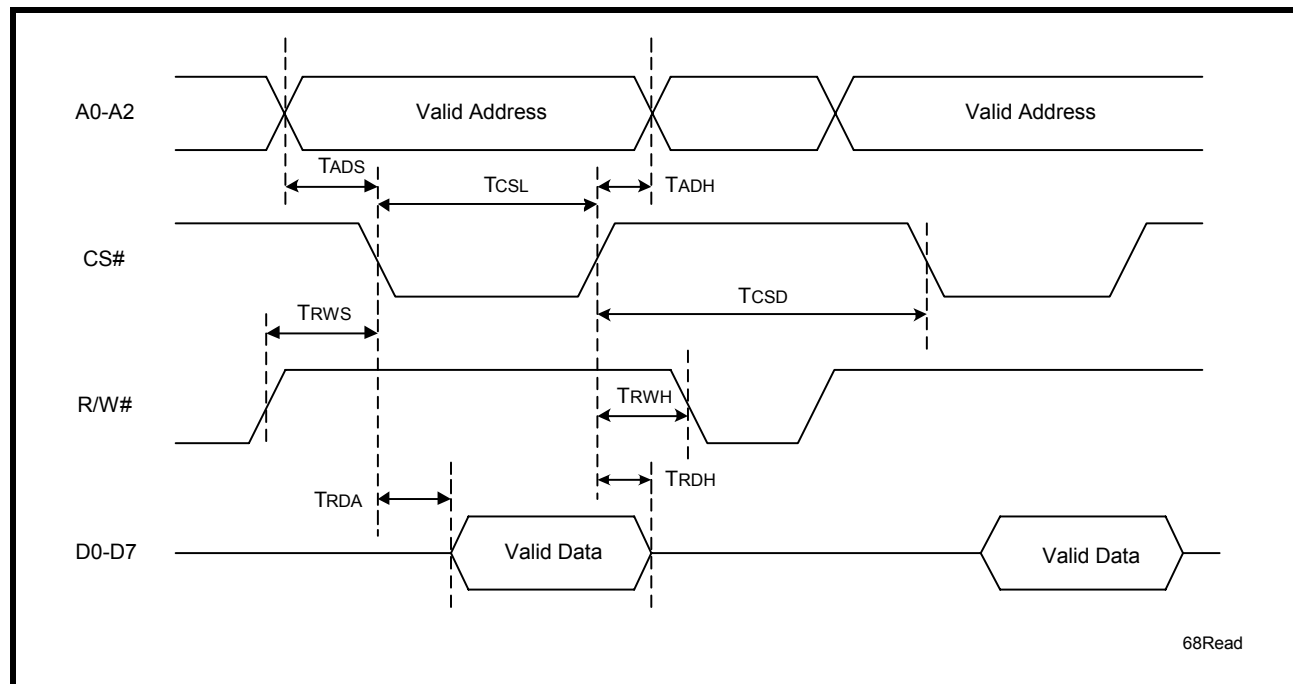 A0-A2
Valid Address
Valid Address
TADS
TCSL
TADH
CS#
TCSD
TRWS
R/W#
TRWH
TRDH
TRDA
D0-D7
Valid Data
Valid Data
68Read